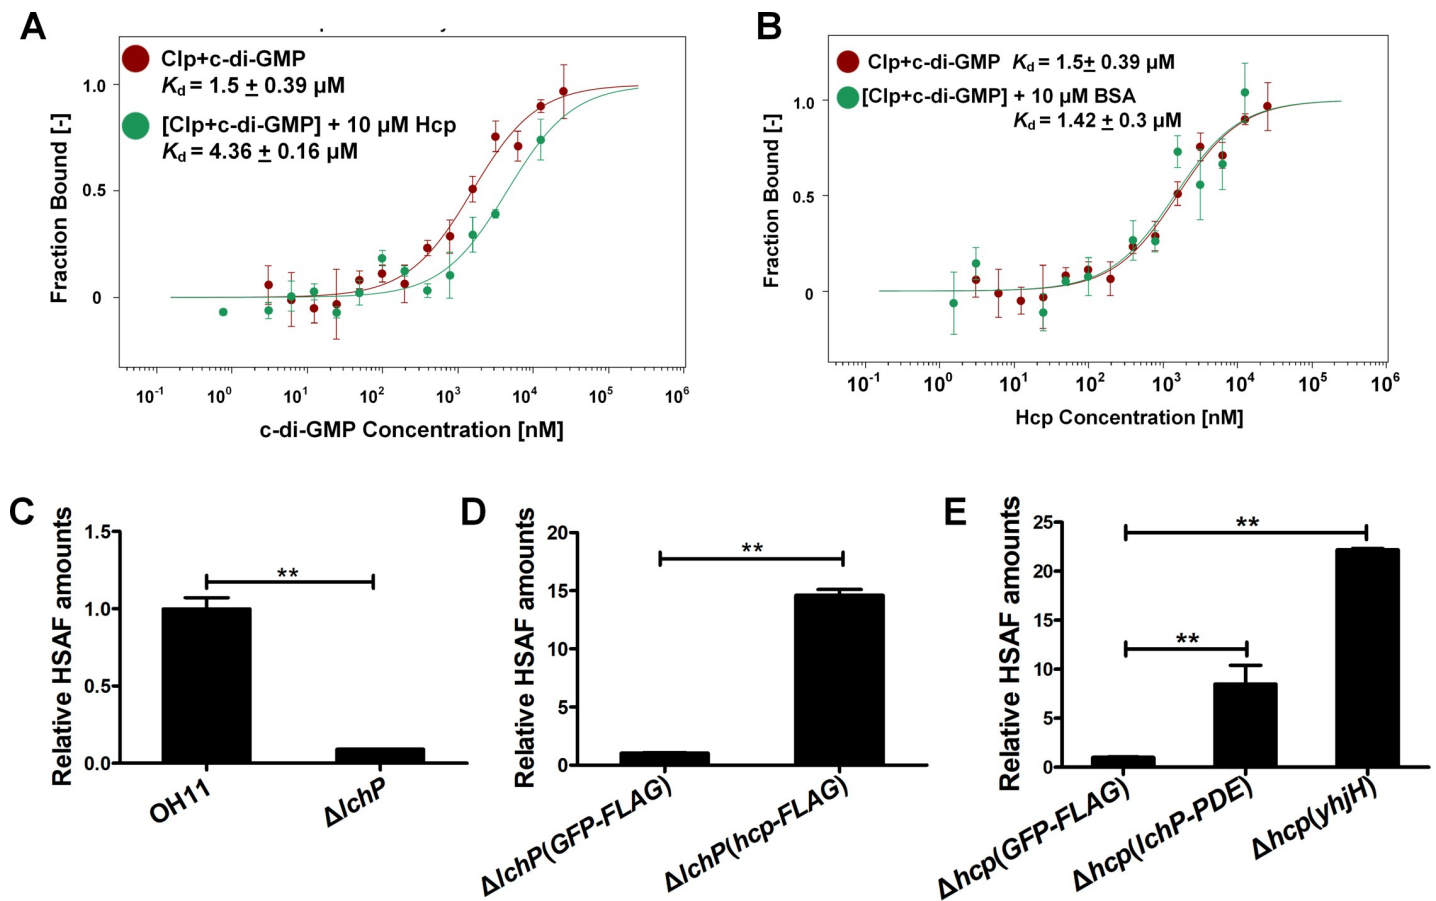 A
Clp+c-di-GMP
Kd = 1.5 ± 0.39 µM
[Clp+c-di-GMP] + 10 µM Hcp
Kd = 4.36 ± 0.16 µM
Fraction Bound [-]
1.0
0.5
0
10-1 100 101 102 103 104 105 106
c-di-GMP Concentration [nM]
B
Clp+c-di-GMP Kd = 1.5± 0.39 µM
[Clp+c-di-GMP] + 10 µM BSA
Kd = 1.42 ± 0.3 µM
Fraction Bound [-]
1.0
0.5
0
10-1 100 101 102 103 104 105 106
Hcp Concentration [nM]
C
Relative HSAF amounts
1.5
1.0
0.5
0.0
**
OH11
ΔlchP
D
Relative HSAF amounts
20
15
10
5
0
**
ΔlchP(GFP-FLAG)
ΔlchP(hcp-FLAG)
E
Relative HSAF amounts
25
20
15
10
5
0
**
**
Δhcp(GFP-FLAG)
Δhcp(lchP-PDE)
Δhcp(yhjH)